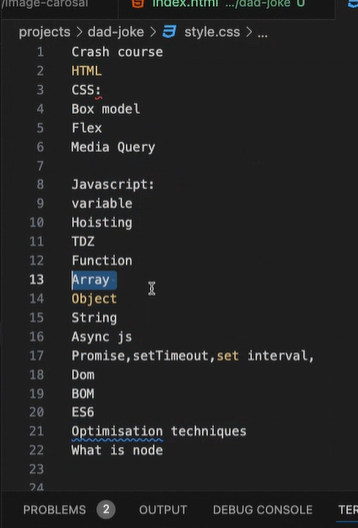 /image-carosal index.html .../dad-joke U
projects > dad-joke > style.css > ...
1 Crash course
2 HTML
3 CSS:
4 Box model
5 Flex
6 Media Query
7
8 Javascript:
9 variable
10 Hoisting
11 TDZ
12 Function
13 Array
14 Object
15 String
16 Async js
17 Promise,setTimeout,set interval,
18 Dom
19 BOM
20 ES6
21 Optimisation techniques
22 What is node
23
24
PROBLEMS 2 OUTPUT DEBUG CONSOLE TER